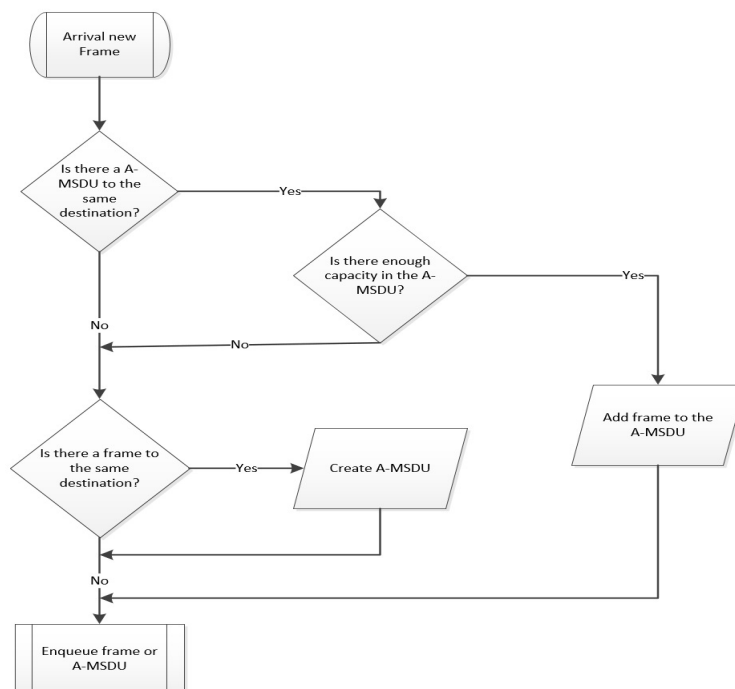 Arrival new
Frame
Is there a A-
MSDU to the
same
destination?
Yes
Is there enough
capacity in the A-
MSDU?
Yes
No
No
Add frame to the
A-MSDU
Is there a frame to
the same
destination?
Yes
Create A-MSDU
No
Enqueue frame or
A-MSDU